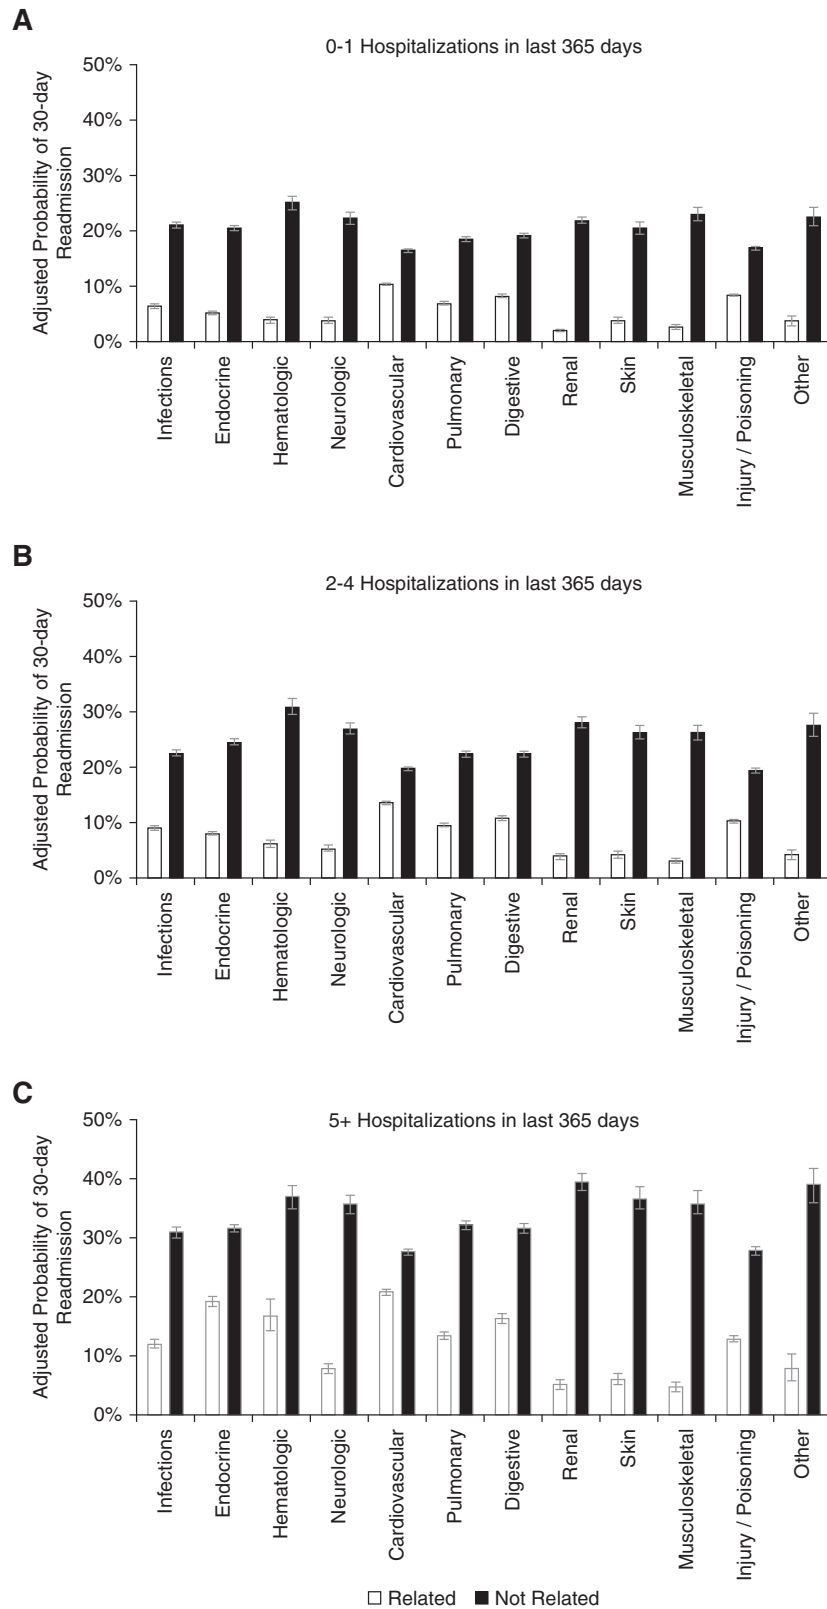 A
0-1 Hospitalizations in last 365 days
Adjusted Probability of 30-day
Readmission
50%
40%
30%
20%
10%
0%
Infections
Endocrine
Hematologic
Neurologic
Cardiovascular
Pulmonary
Digestive
Renal
Skin
Musculoskeletal
Injury / Poisoning
Other
B
2-4 Hospitalizations in last 365 days
Adjusted Probability of 30-day
Readmission
50%
40%
30%
20%
10%
0%
Infections
Endocrine
Hematologic
Neurologic
Cardiovascular
Pulmonary
Digestive
Renal
Skin
Musculoskeletal
Injury / Poisoning
Other
C
5+ Hospitalizations in last 365 days
Adjusted Probability of 30-day
Readmission
50%
40%
30%
20%
10%
0%
Infections
Endocrine
Hematologic
Neurologic
Cardiovascular
Pulmonary
Digestive
Renal
Skin
Musculoskeletal
Injury / Poisoning
Other
Related Not Related